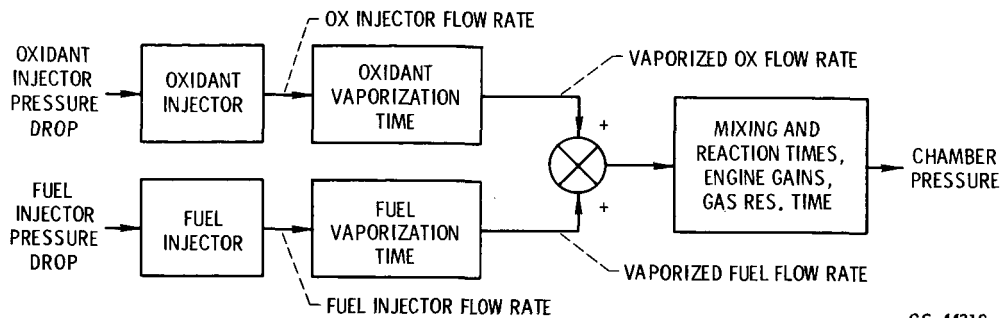 OX INJECTOR FLOW RATE
OXIDANT
INJECTOR
PRESSURE
DROP
OXIDANT
INJECTOR
OXIDANT
VAPORIZATION
TIME
VAPORIZED OX FLOW RATE
+
MIXING AND
REACTION TIMES,
ENGINE GAINS,
GAS RES. TIME
CHAMBER
PRESSURE
FUEL
INJECTOR
PRESSURE
DROP
FUEL
INJECTOR
FUEL
VAPORIZATION
TIME
+
VAPORIZED FUEL FLOW RATE
FUEL INJECTOR FLOW RATE